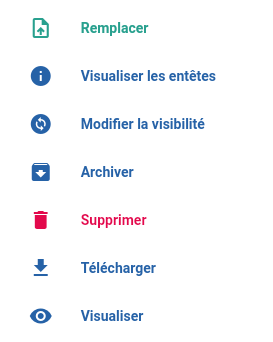 Remplacer
Visualiser les entêtes
Modifier la visibilité
Archiver
Supprimer
Télécharger
Visualiser